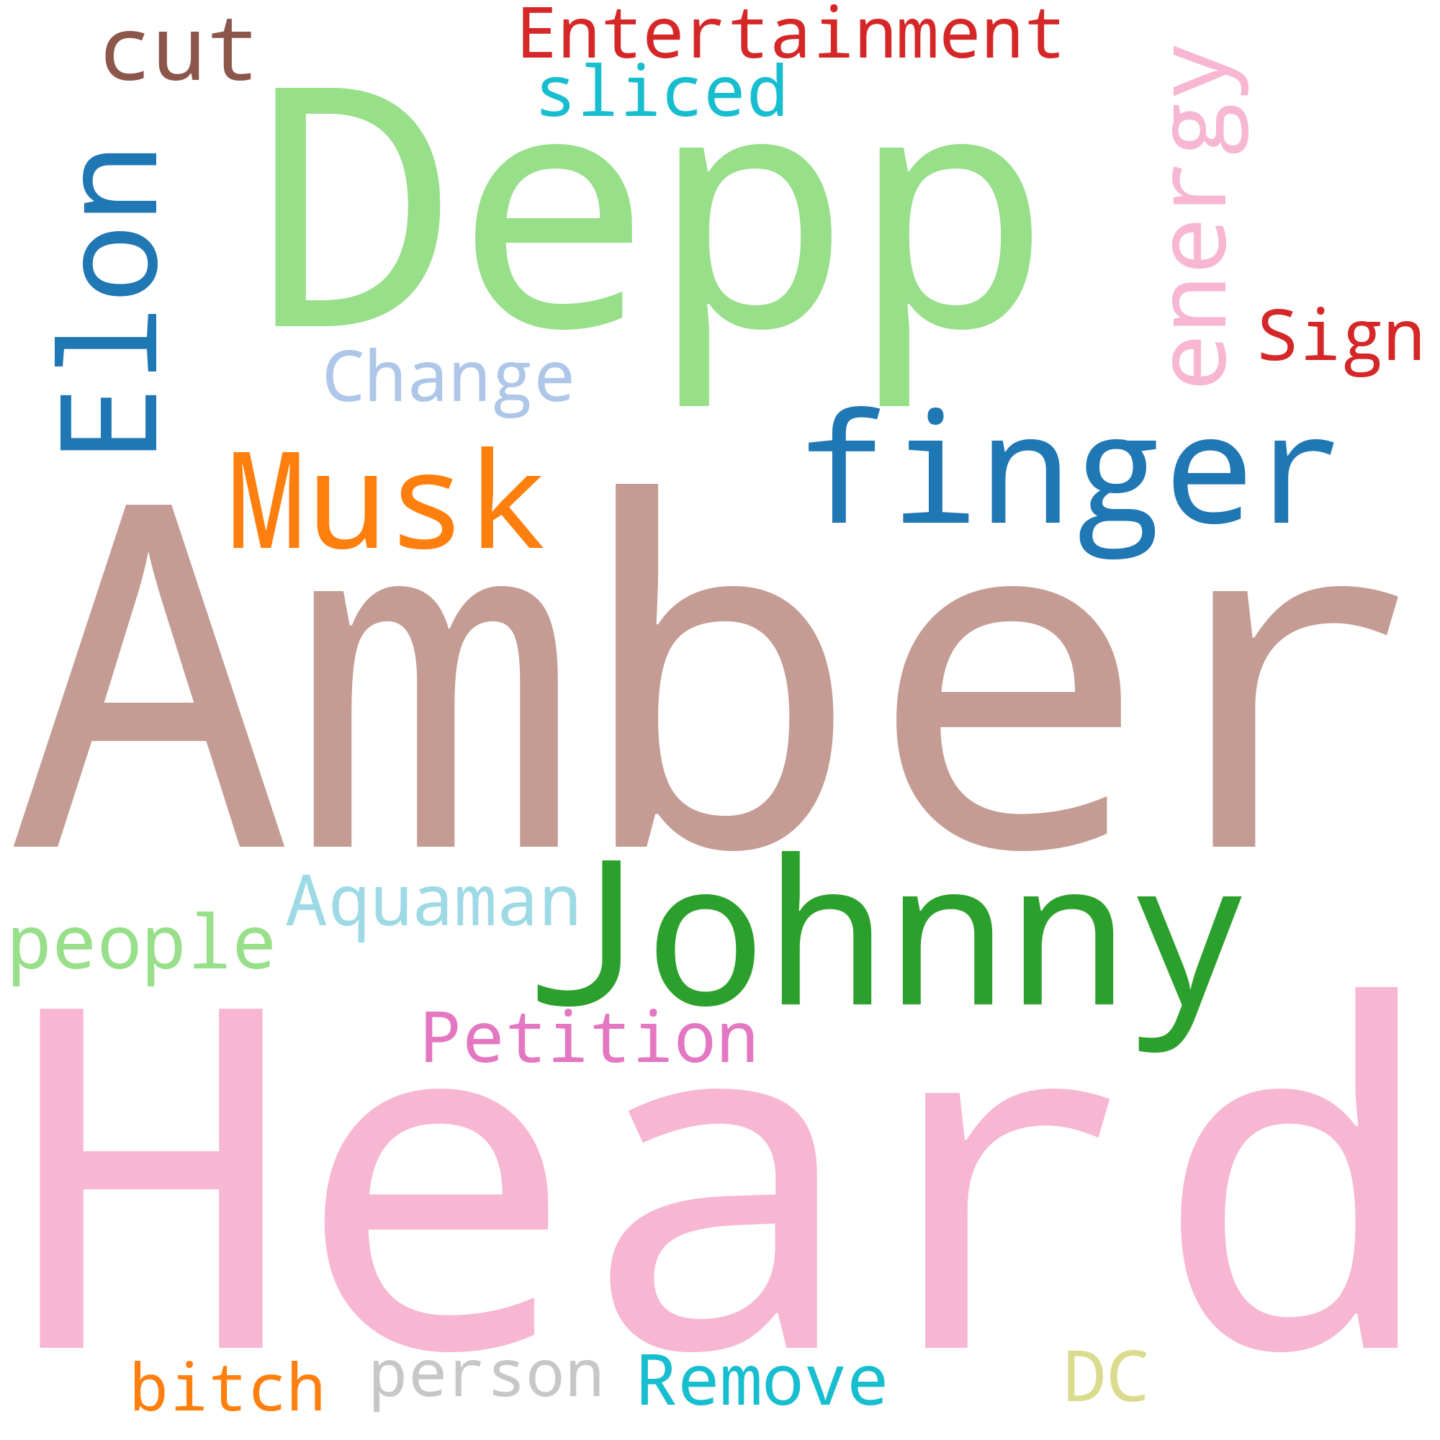 Entertainment
cut
sliced
Depp
energy
Elon
Sign
Change
finger
Musk
Amber
Johnny
Aquaman
people
Petition
Heard
bitch
person
Remove
DC